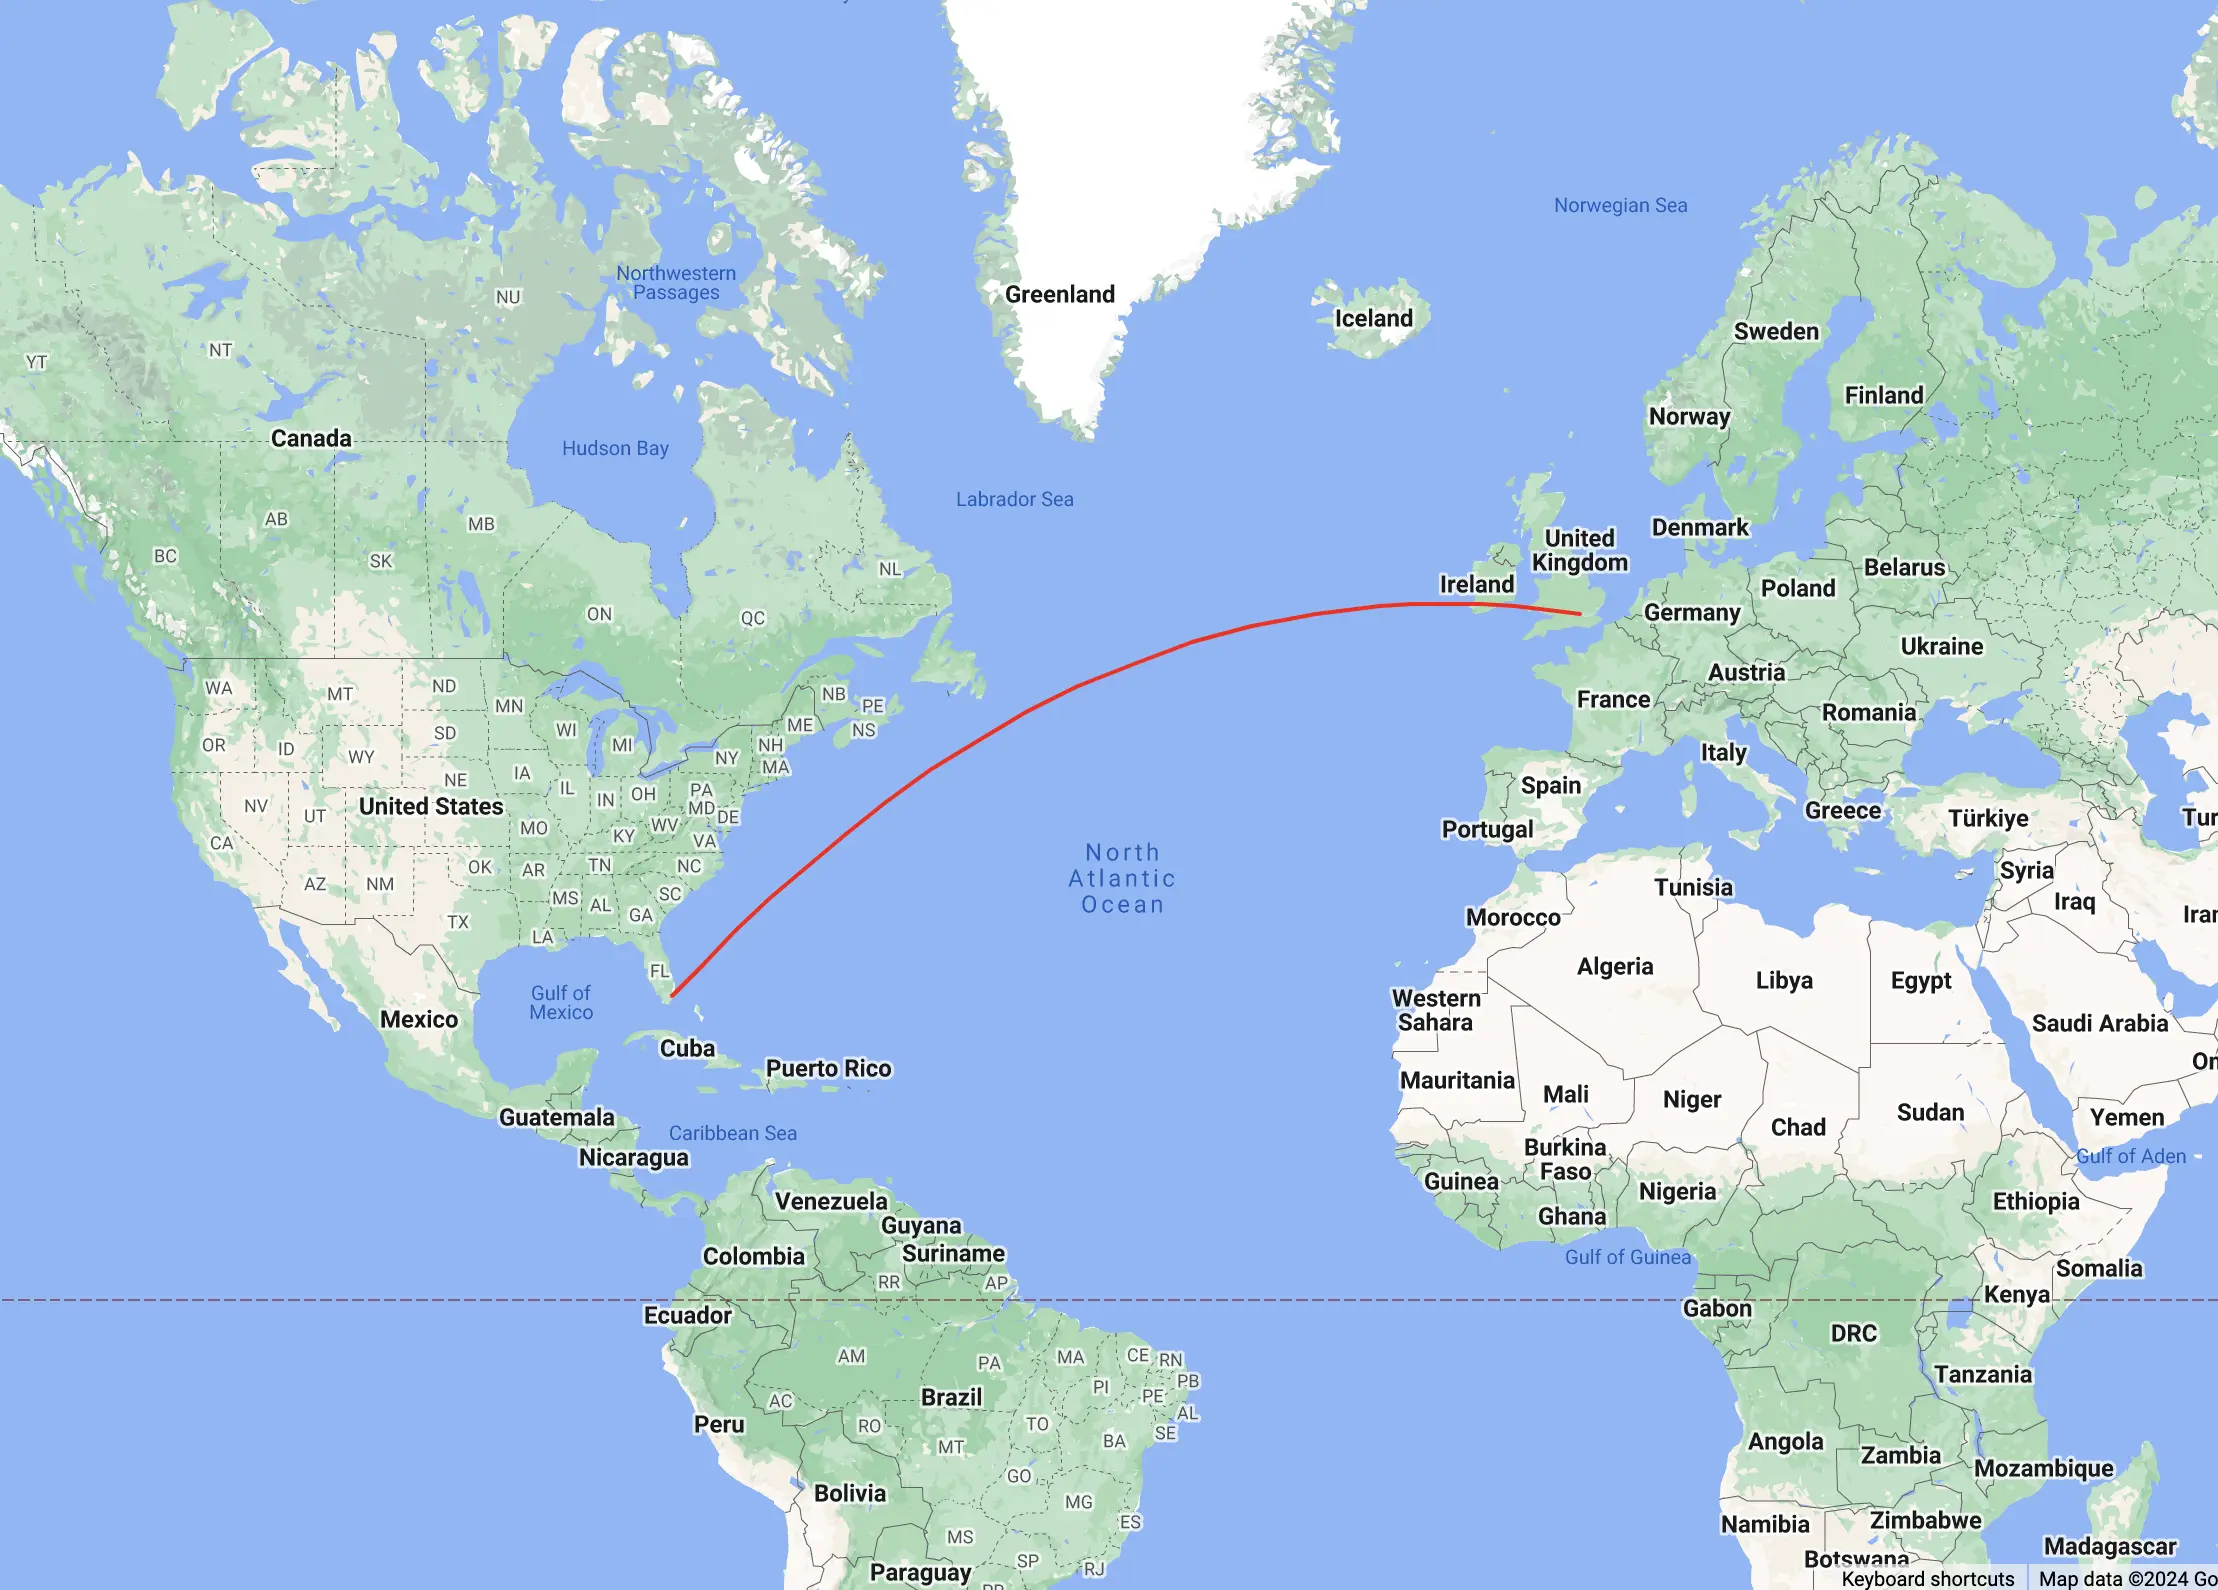 Norwegian Sea
Northwestern
Passages
NU
Greenland
Iceland
Sweden
NT
YT
Finland
Norway
Canada
Hudson Bay
Labrador Sea
AB
MB
Denmark
United
Kingdom
BC
SK
NL
Belarus
Ireland
Poland
ON
QC
Germany
Ukraine
Austria
WA
MT
ND
MN
NB
PE
France
Romania
OR
ID
SD
WI
MI
ME
NS
NH
NY
MA
Italy
WY
IA
NE
IL
IN
OH
PA
MD
DE
Spain
NV
UT
United States
MO
KY
WV
VA
Portugal
Greece
Türkiye
Tur
CA
OK
AR
TN
NC
North
Atlantic
Ocean
Syria
AZ
NM
MS
AL
SC
GA
Tunisia
Iraq
Iran
TX
LA
Morocco
FL
Algeria
Libya
Egypt
Gulf of
Mexico
Western
Sahara
Mexico
Saudi Arabia
Cuba
Puerto Rico
On
Mauritania
Mali
Niger
Chad
Sudan
Yemen
Guatemala
Caribbean Sea
Nicaragua
Burkina
Faso
Gulf of Aden
Guinea
Nigeria
Ethiopia
Venezuela
Ghana
Guyana
Colombia
Suriname
Gulf of Guinea
Somalia
RR
AP
Kenya
Ecuador
Gabon
DRC
AM
PA
MA
CE
RN
PI
PE
PB
Tanzania
AC
Brazil
AL
Peru
RO
TO
SE
MT
BA
Angola
Zambia
Mozambique
GO
Bolivia
MG
ES
Namibia
Zimbabwe
MS
SP
RJ
Madagascar
Botswana
Paraguay
PR
Keyboard shortcuts
Map data ©2024 Go